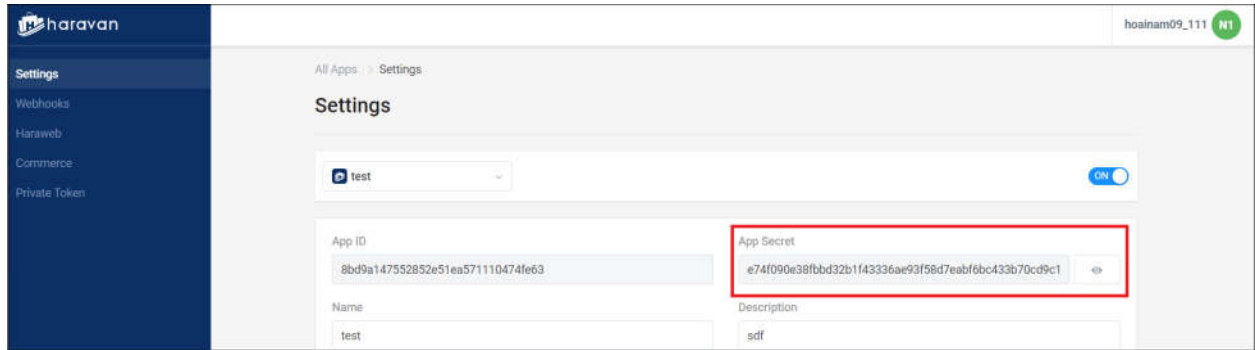 haravan
hoainam09_111 N1
Settings
Webhooks
Haraweb
Commerce
Private Token
All Apps > Settings
Settings
test
ON
App ID
8bd9a147552852e51ea571110474fe63
App Secret
e74f090e38fbbd32b1f43336ae93f58d7eabf6bc433b70cd9c1
Name
test
Description
sdf